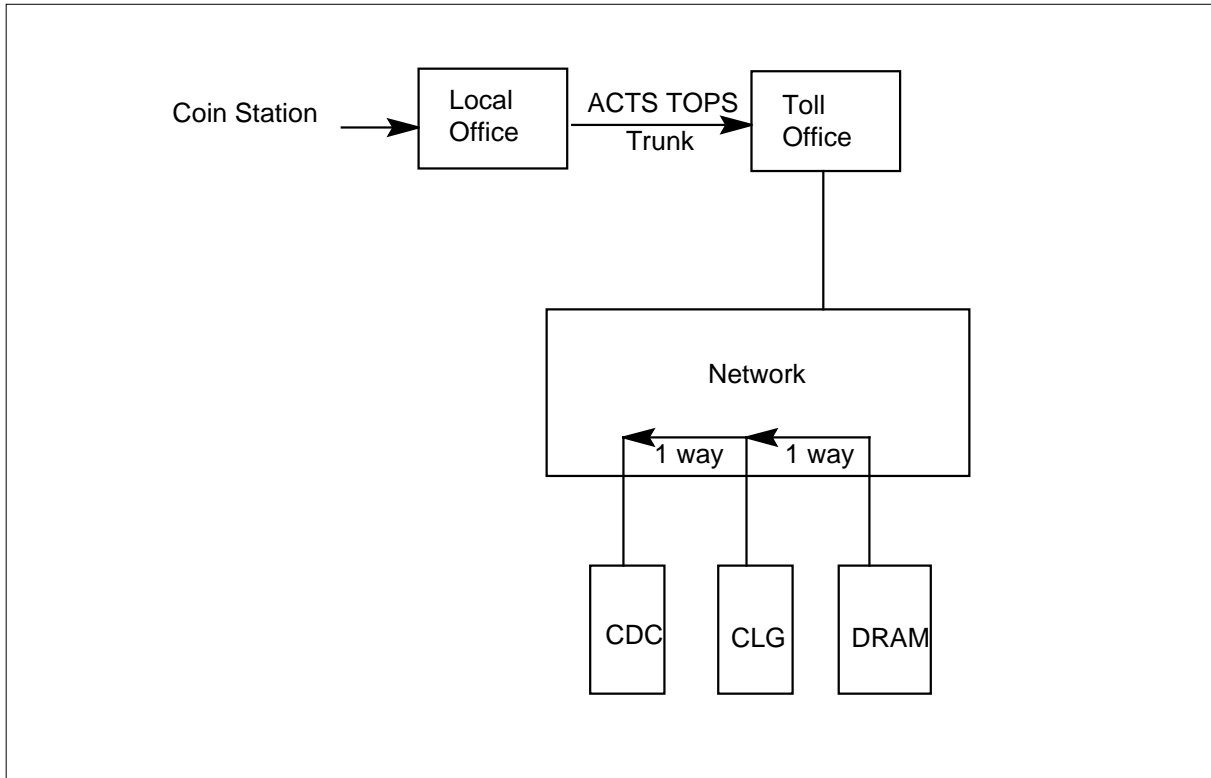 Coin Station
Local
Office
ACTS TOPS
Trunk
Toll
Office
Network
1 way
1 way
CDC
CLG
DRAM